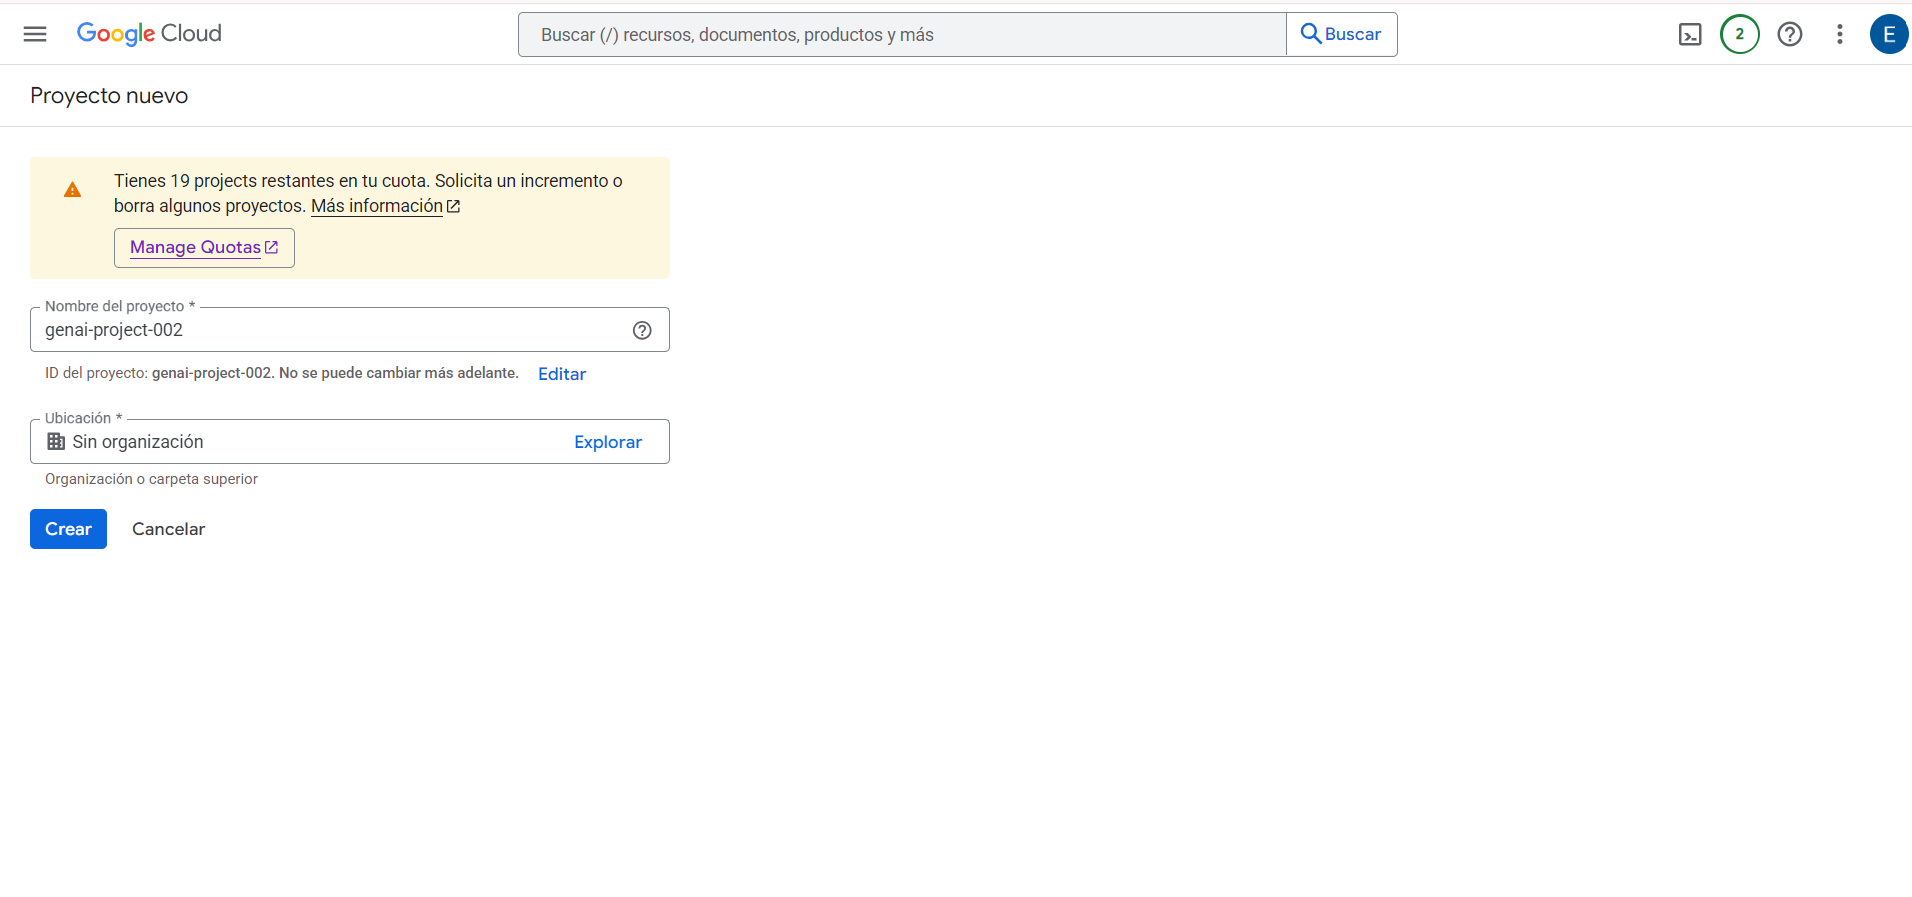 Google Cloud
Buscar (/) recursos, documentos, productos y más
Buscar
2
E
Proyecto nuevo
Tienes 19 projects restantes en tu cuota. Solicita un incremento o
borra algunos proyectos. Más información
Manage Quotas
Nombre del proyecto *
genai-project-002
ID del proyecto: genai-project-002. No se puede cambiar más adelante. Editar
Ubicación *
Sin organización
Explorar
Organización o carpeta superior
Crear
Cancelar